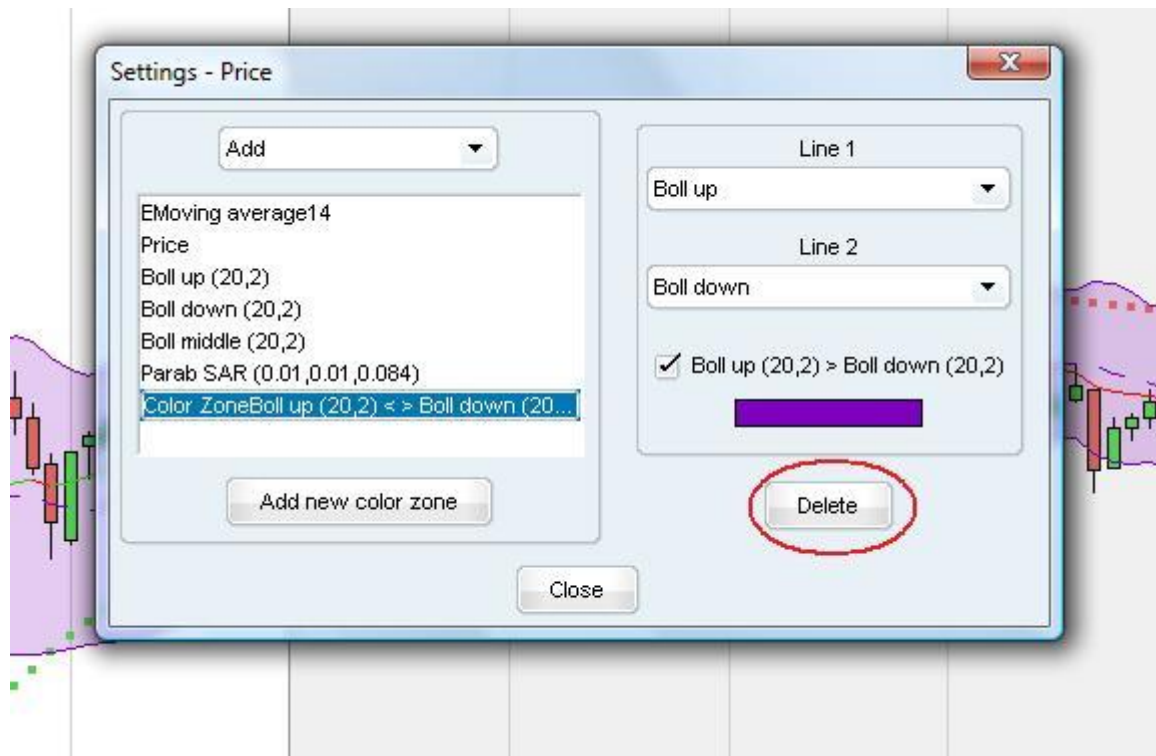 Settings - Price
Add
EMoving average14
Price
Boll up (20,2)
Boll down (20,2)
Boll middle (20,2)
Parab SAR (0.01,0.01,0.084)
Color ZoneBoll up (20,2) < > Boll down (20...
Add new color zone
Line 1
Boll up
Line 2
Boll down
Boll up (20,2) > Boll down (20,2)
Delete
Close